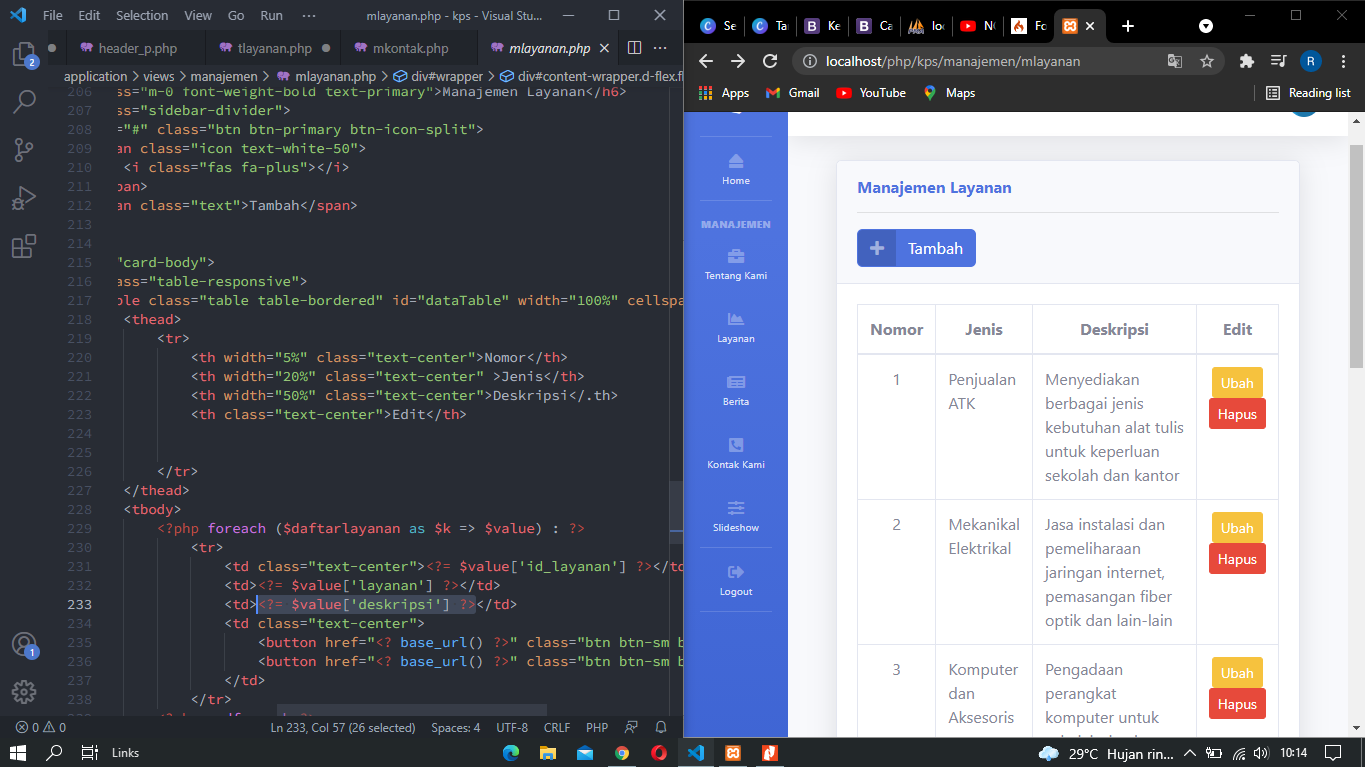 File Edit Selection View Go Run ··· mlayanan.php - kps - Visual Stu...
header_p.php tlayanan.php mkontak.php mlayanan.php
application > views > manajemen > mlayanan.php > div#wrapper > div#content-wrapper.d-flex.fl
206 ss="m-0 font-weight-bold text-primary">Manajemen Layanan</h6>
207 ss="sidebar-divider">
208 ="#" class="btn btn-primary btn-icon-split">
209 an class="icon text-white-50">
210 <i class="fas fa-plus"></i>
211 pan>
212 an class="text">Tambah</span>
213
214
215 "card-body">
216 ass="table-responsive">
217 ble class="table table-bordered" id="dataTable" width="100%" cellspa
218 <thead>
219 <tr>
220 <th width="5%" class="text-center">Nomor</th>
221 <th width="20%" class="text-center" >Jenis</th>
222 <th width="50%" class="text-center">Deskripsi</.th>
223 <th class="text-center">Edit</th>
224
225
226 </tr>
227 </thead>
228 <tbody>
229 <?php foreach ($daftarlayanan as $k => $value) : ?>
230 <tr>
231 <td class="text-center"><?= $value['id_layanan'] ?></td
232 <td><?= $value['layanan'] ?></td>
233 <td><?= $value['deskripsi'] ?></td>
234 <td class="text-center">
235 <button href="<? base_url() ?>" class="btn btn-sm b
236 <button href="<? base_url() ?>" class="btn btn-sm b
237 </td>
238 </tr>
2
1
0 0 Ln 233, Col 57 (26 selected) Spaces: 4 UTF-8 CRLF PHP
Se Ta Ke Ca loc N Fo
localhost/php/kps/manajemen/mlayanan R
Apps Gmail YouTube Maps Reading list
Home
MANAJEMEN
Tentang Kami
Layanan
Berita
Kontak Kami
Slideshow
Logout
Manajemen Layanan
Tambah
Nomor Jenis Deskripsi Edit
1 Penjualan ATK Menyediakan berbagai jenis kebutuhan alat tulis untuk keperluan sekolah dan kantor Ubah Hapus
2 Mekanikal Elektrikal Jasa instalasi dan pemeliharaan jaringan internet, pemasangan fiber optik dan lain-lain Ubah Hapus
3 Komputer dan Aksesoris Pengadaan perangkat komputer untuk Ubah Hapus
Links 29°C Hujan rin... 10:14